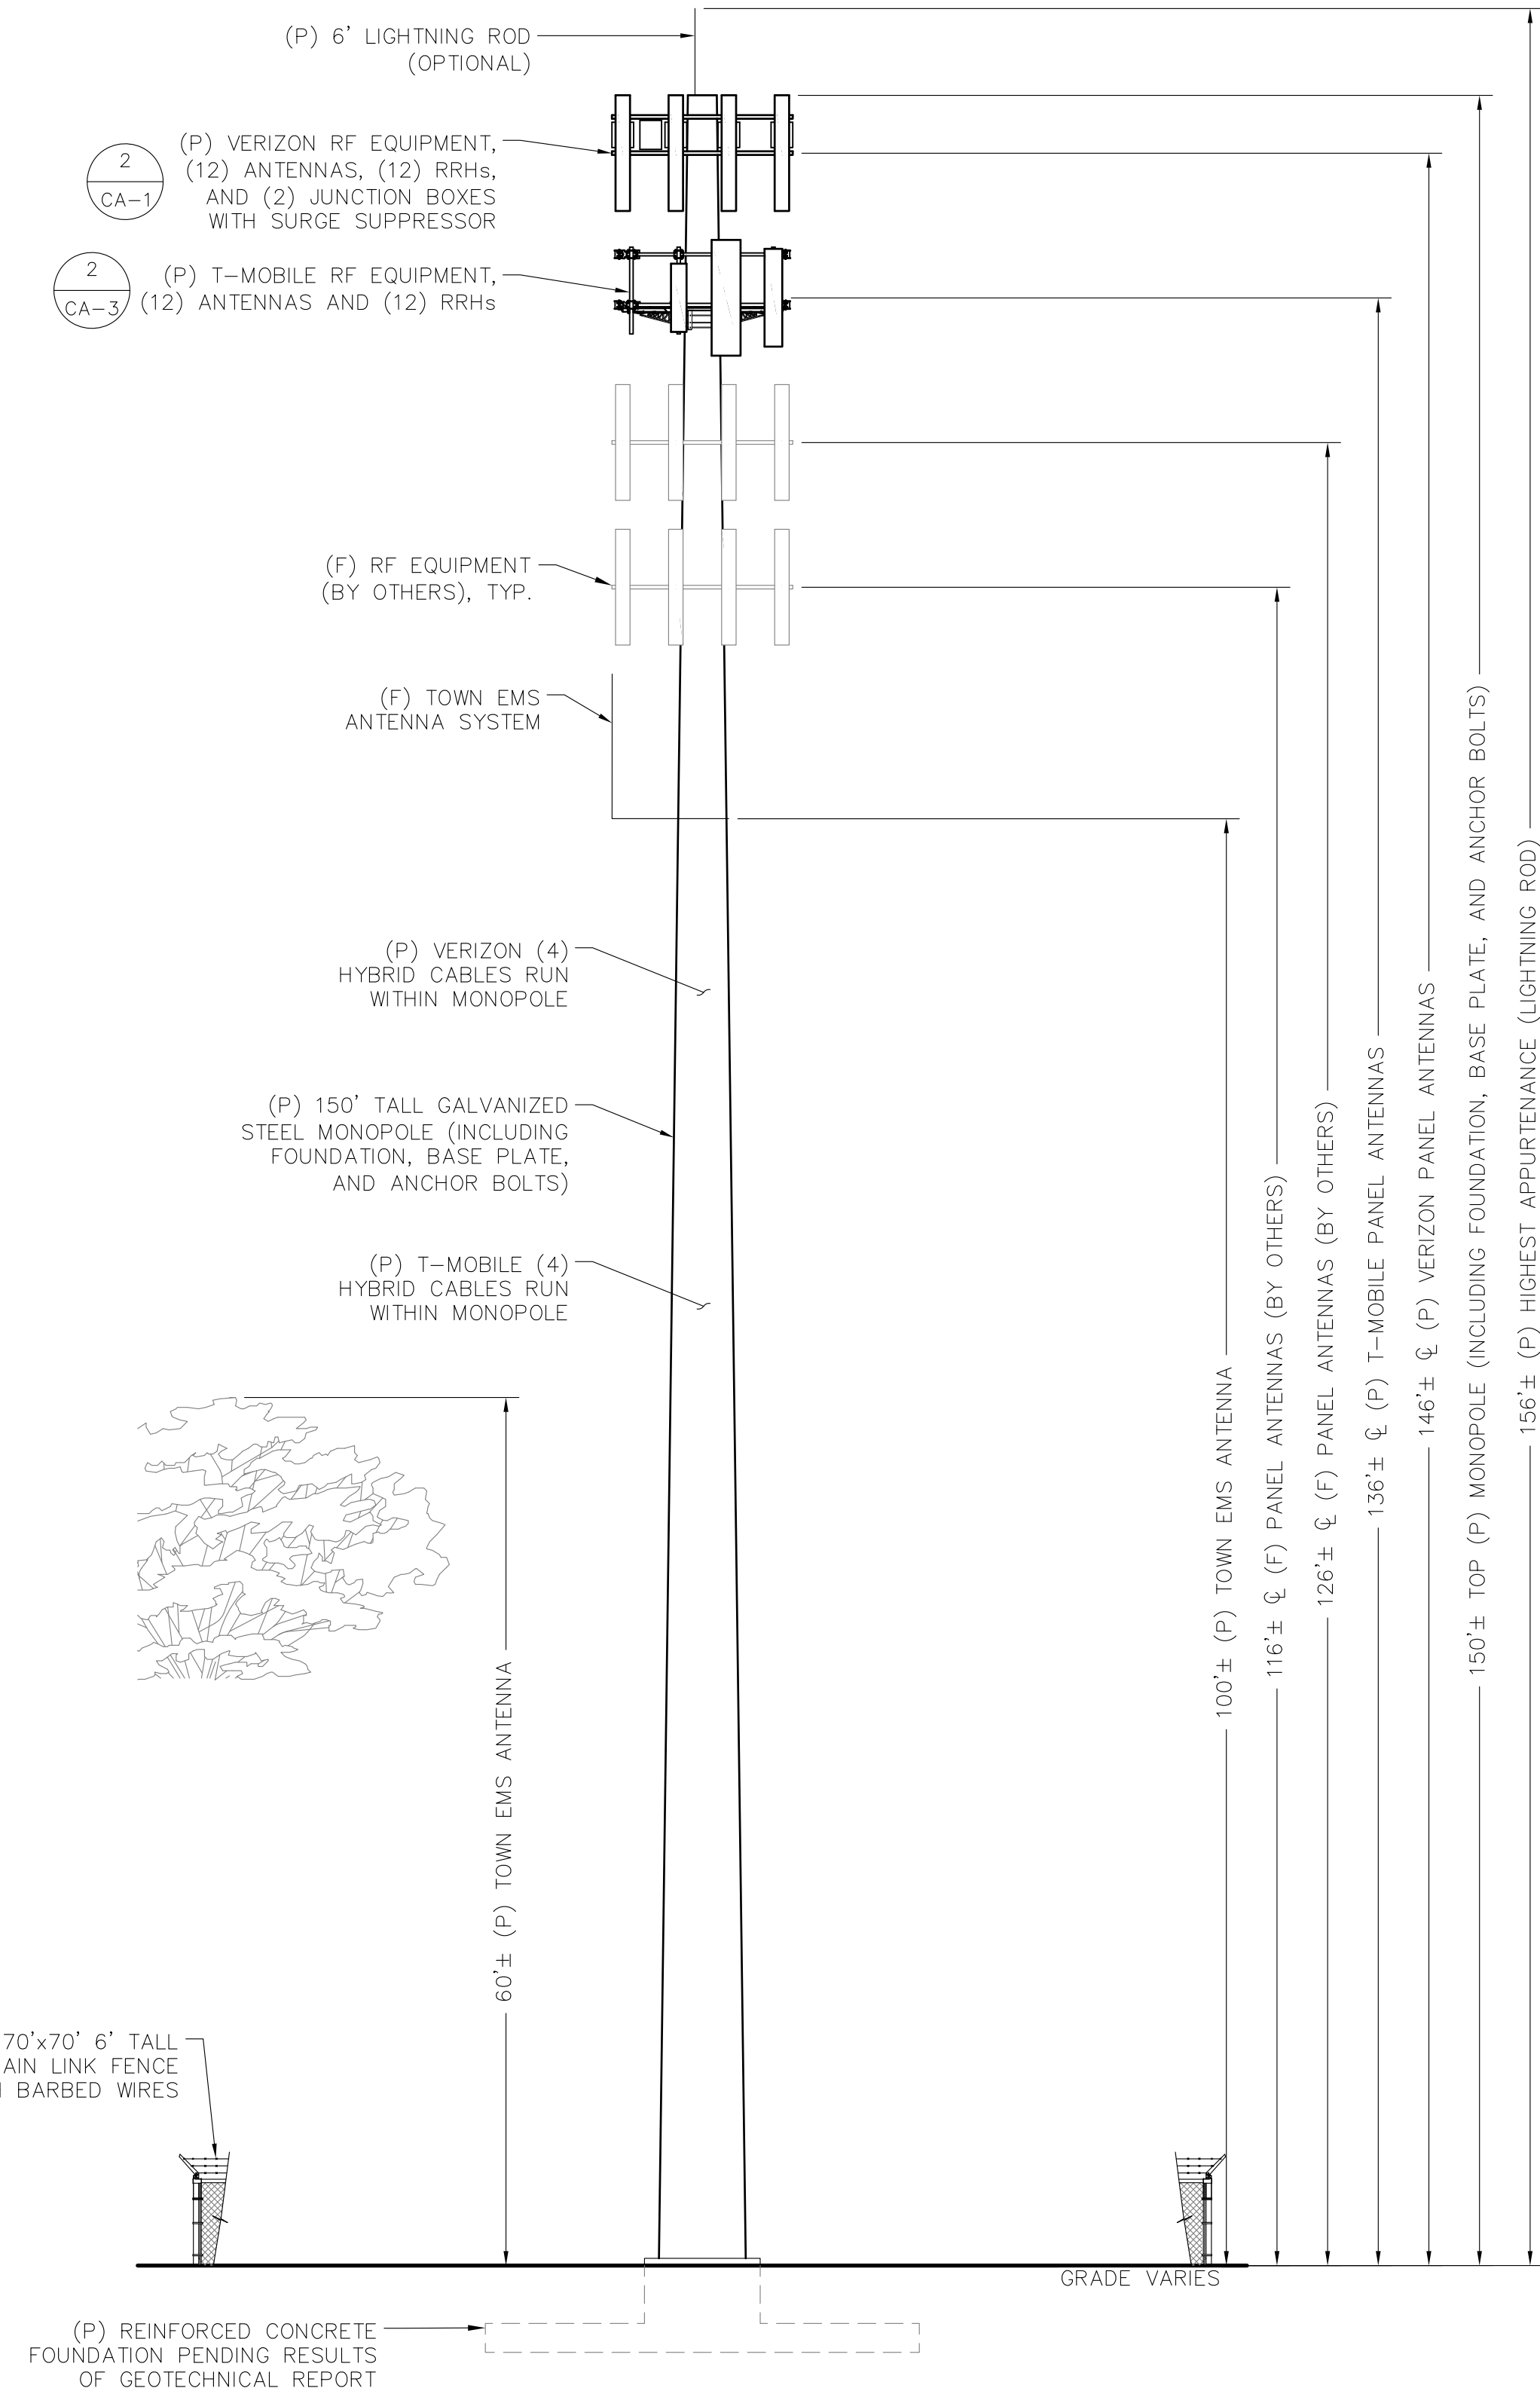 (P) 6' LIGHTNING ROD
(OPTIONAL)
2
CA-1
(P) VERIZON RF EQUIPMENT,
(12) ANTENNAS, (12) RRHs,
AND (2) JUNCTION BOXES
WITH SURGE SUPPRESSOR
2
CA-3
(P) T-MOBILE RF EQUIPMENT,
(12) ANTENNAS AND (12) RRHs
(F) RF EQUIPMENT
(BY OTHERS), TYP.
(F) TOWN EMS
ANTENNA SYSTEM
(P) VERIZON (4)
HYBRID CABLES RUN
WITHIN MONOPOLE
(P) 150' TALL GALVANIZED
STEEL MONOPOLE (INCLUDING
FOUNDATION, BASE PLATE,
AND ANCHOR BOLTS)
(P) T-MOBILE (4)
HYBRID CABLES RUN
WITHIN MONOPOLE
60'± (P) TOWN EMS ANTENNA
100'± (P) TOWN EMS ANTENNA
116'± ℄ (F) PANEL ANTENNAS (BY OTHERS)
126'± ℄ (F) PANEL ANTENNAS (BY OTHERS)
136'± ℄ (P) T-MOBILE PANEL ANTENNAS
146'± ℄ (P) VERIZON PANEL ANTENNAS
150'± TOP (P) MONOPOLE (INCLUDING FOUNDATION, BASE PLATE, AND ANCHOR BOLTS)
156'± (P) HIGHEST APPURTENANCE (LIGHTNING ROD)
70'x70' 6' TALL
AIN LINK FENCE
BARBED WIRES
GRADE VARIES
(P) REINFORCED CONCRETE
FOUNDATION PENDING RESULTS
OF GEOTECHNICAL REPORT